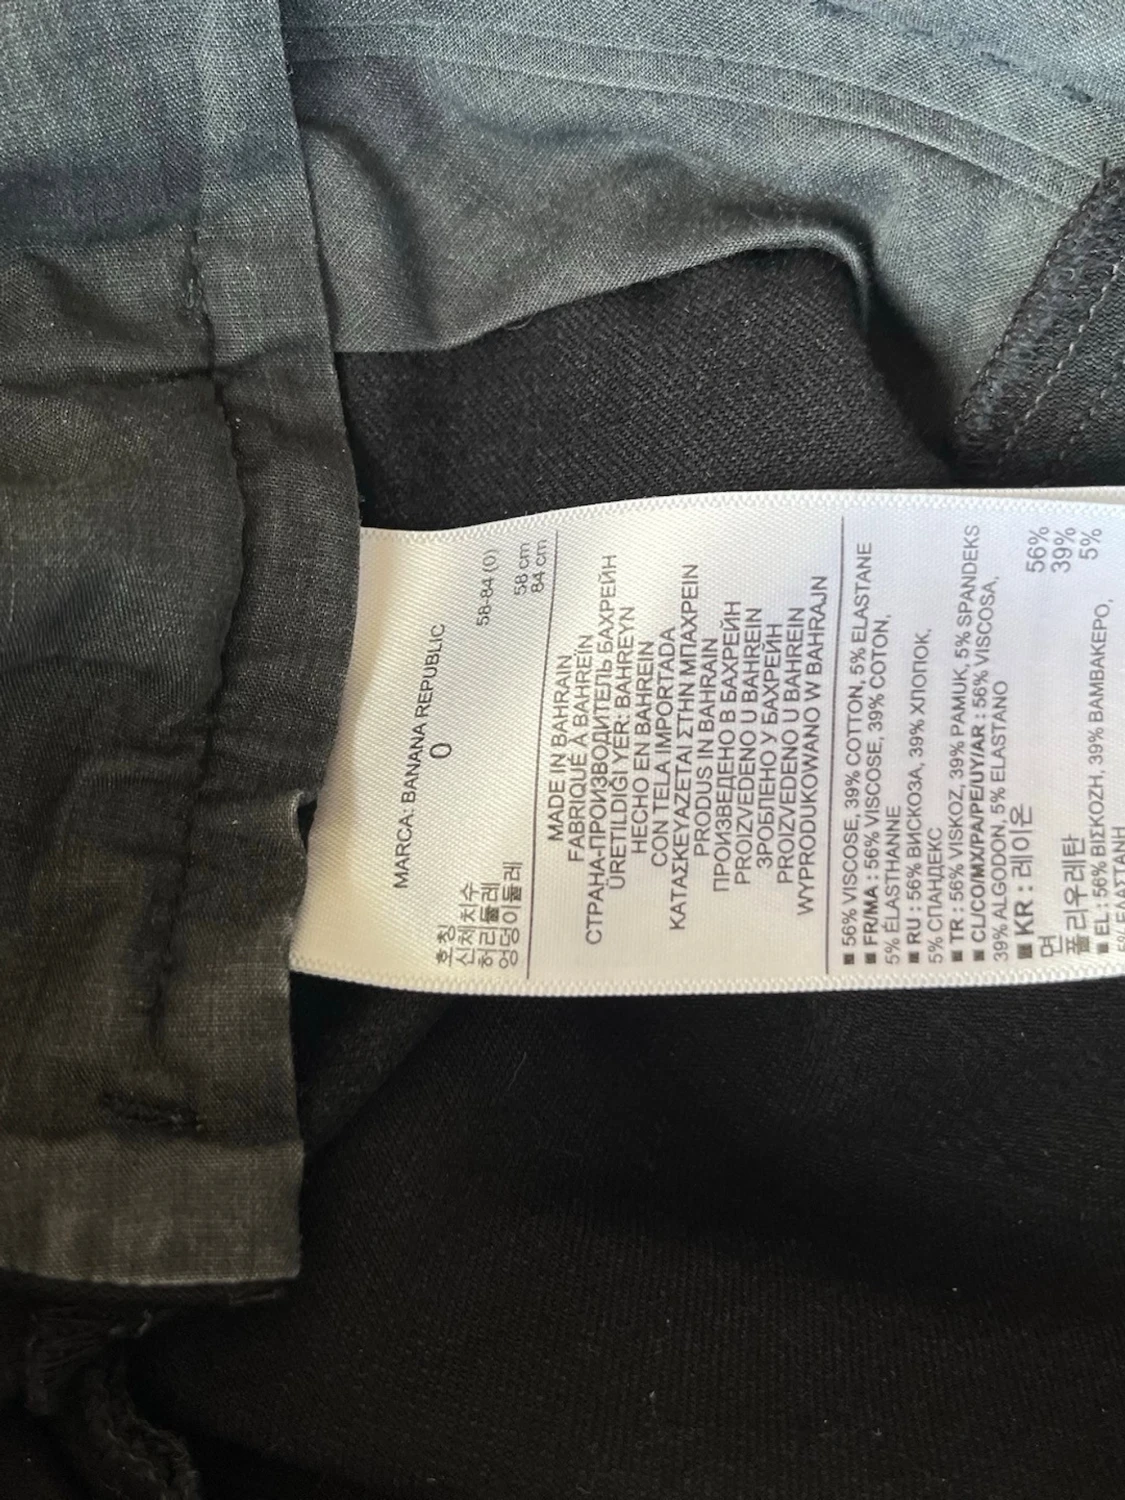 MARCA: BANANA REPUBLIC
0
호칭 58-84 (0)
신체치수
허리둘레 58 cm
엉덩이둘레 84 cm
MADE IN BAHRAIN
FABRIQUÉ À BAHREÏN
СТРАНА-ПРОИЗВОДИТЕЛЬ БАХРЕЙН
ÜRETİLDİĞİ YER: BAHREYN
HECHO EN BAHREIN
CON TELA IMPORTADA
ΚΑΤΑΣΚΕΥΑΖΕΤΑΙ ΣΤΗΝ ΜΠΑΧΡΕΙΝ
PRODUS IN BAHRAIN
ПРОИЗВЕДЕНО В БАХРЕЙН
PROIZVEDENO U BAHREIN
ЗРОБЛЕНО У БАХРЕЙН
PROIZVEDENO U BAHREIN
WYPRODUKOWANO W BAHRAJN
■ 56% VISCOSE, 39% COTTON, 5% ELASTANE
■ FR/MA : 56% VISCOSE, 39% COTON,
5% ÉLASTHANNE
■ RU : 56% ВИСКОЗА, 39% ХЛОПОК,
5% СПАНДЕКС
■ TR : 56% VISKOZ, 39% PAMUK, 5% SPANDEKS
■ CL/CO/MX/PA/PE/UY/AR : 56% VISCOSA,
39% ALGODON, 5% ELASTANO
■ KR : 레이온 56%
면 39%
폴리우레탄 5%
■ EL : 56% ΒΙΣΚΟΖΗ, 39% ΒΑΜΒΑΚΕΡΟ,